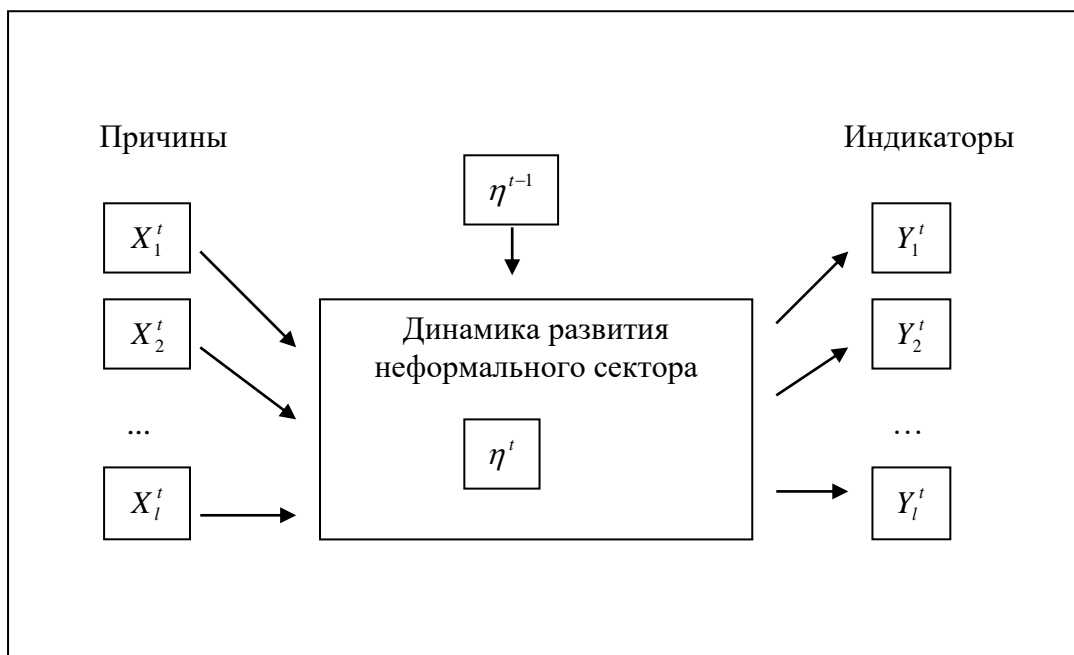 Причины
Индикаторы
η^{t−1}
X_1^t
Y_1^t
X_2^t
Динамика развития
неформального сектора
Y_2^t
...
η^t
…
X_l^t
Y_l^t